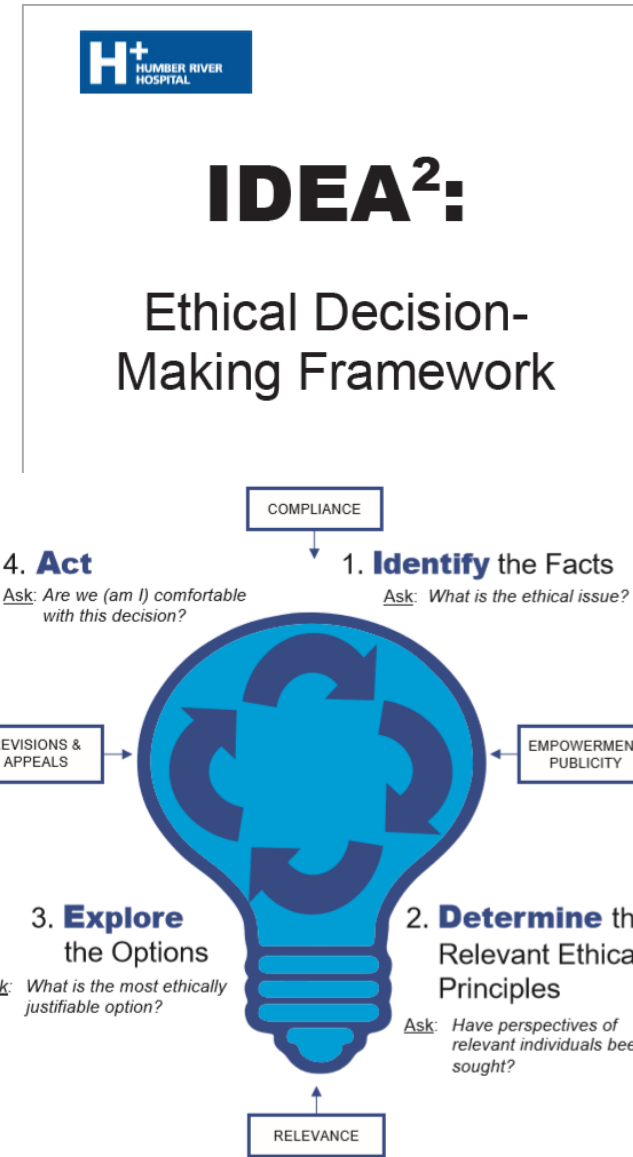 H+
HUMBER RIVER
HOSPITAL
IDEA²:
Ethical Decision-
Making Framework
COMPLIANCE
4. Act
Ask: Are we (am I) comfortable
with this decision?
1. Identify the Facts
Ask: What is the ethical issue?
EVISIONS &
APPEALS
EMPOWERMEN
PUBLICITY
3. Explore
the Options
k: What is the most ethically
justifiable option?
2. Determine th
Relevant Ethica
Principles
Ask: Have perspectives of
relevant individuals bee
sought?
RELEVANCE